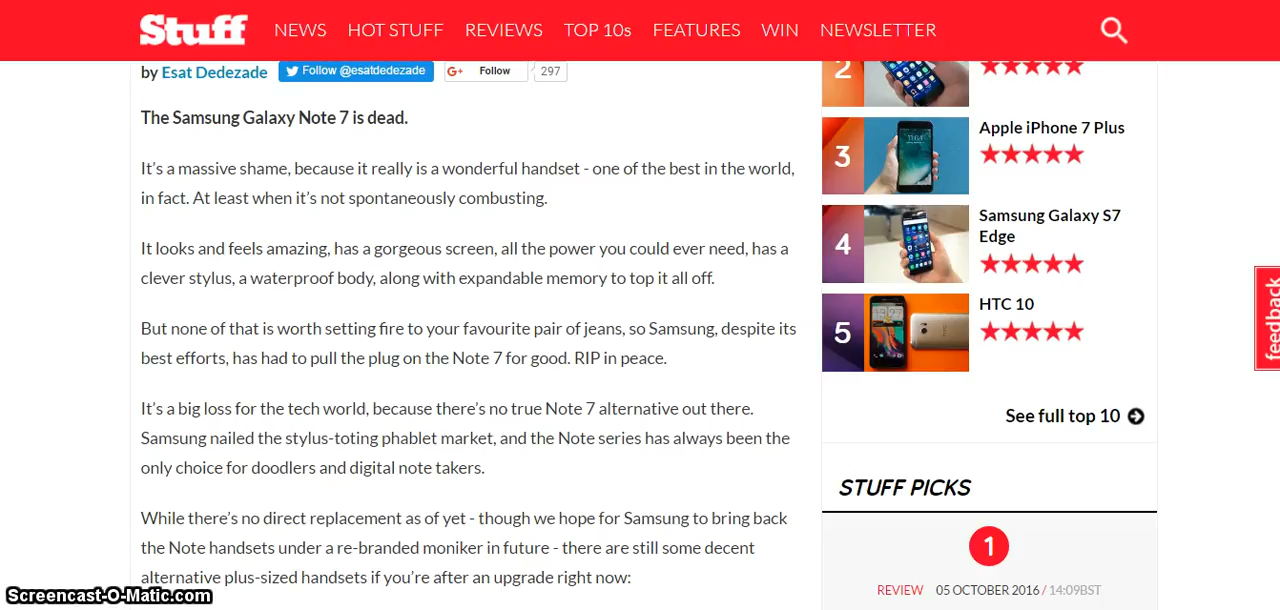 Stuff NEWS HOT STUFF REVIEWS TOP 10s FEATURES WIN NEWSLETTER
by Esat Dedezade Follow @esatdedezade G+ Follow 297
The Samsung Galaxy Note 7 is dead.
It's a massive shame, because it really is a wonderful handset - one of the best in the world,
in fact. At least when it's not spontaneously combusting.
It looks and feels amazing, has a gorgeous screen, all the power you could ever need, has a
clever stylus, a waterproof body, along with expandable memory to top it all off.
But none of that is worth setting fire to your favourite pair of jeans, so Samsung, despite its
best efforts, has had to pull the plug on the Note 7 for good. RIP in peace.
It's a big loss for the tech world, because there's no true Note 7 alternative out there.
Samsung nailed the stylus-toting phablet market, and the Note series has always been the
only choice for doodlers and digital note takers.
While there's no direct replacement as of yet - though we hope for Samsung to bring back
the Note handsets under a re-branded moniker in future - there are still some decent
alternative plus-sized handsets if you're after an upgrade right now:
2
3
Apple iPhone 7 Plus
4
Samsung Galaxy S7
Edge
5
HTC 10
See full top 10
STUFF PICKS
1
REVIEW 05 OCTOBER 2016 / 14:09BST
feedback
Screencast-O-Matic.com